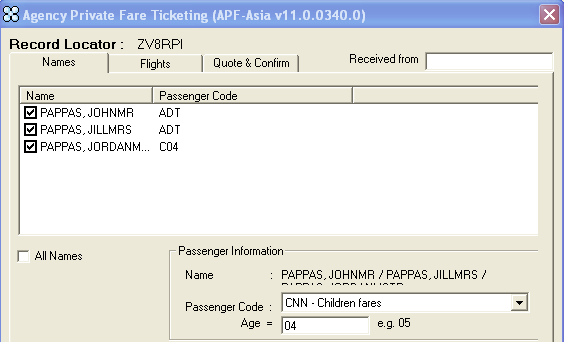 Agency Private Fare Ticketing (APF-Asia v11.0.0340.0)
Record Locator : ZV8RPI
Names Flights Quote & Confirm Received from
Name Passenger Code
PAPPAS, JOHNMR ADT
PAPPAS, JILLMRS ADT
PAPPAS, JORDANM... C04
All Names
Passenger Information
Name : PAPPAS, JOHNMR / PAPPAS, JILLMRS /
Passenger Code : CNN - Children fares
Age = 04 e.g. 05